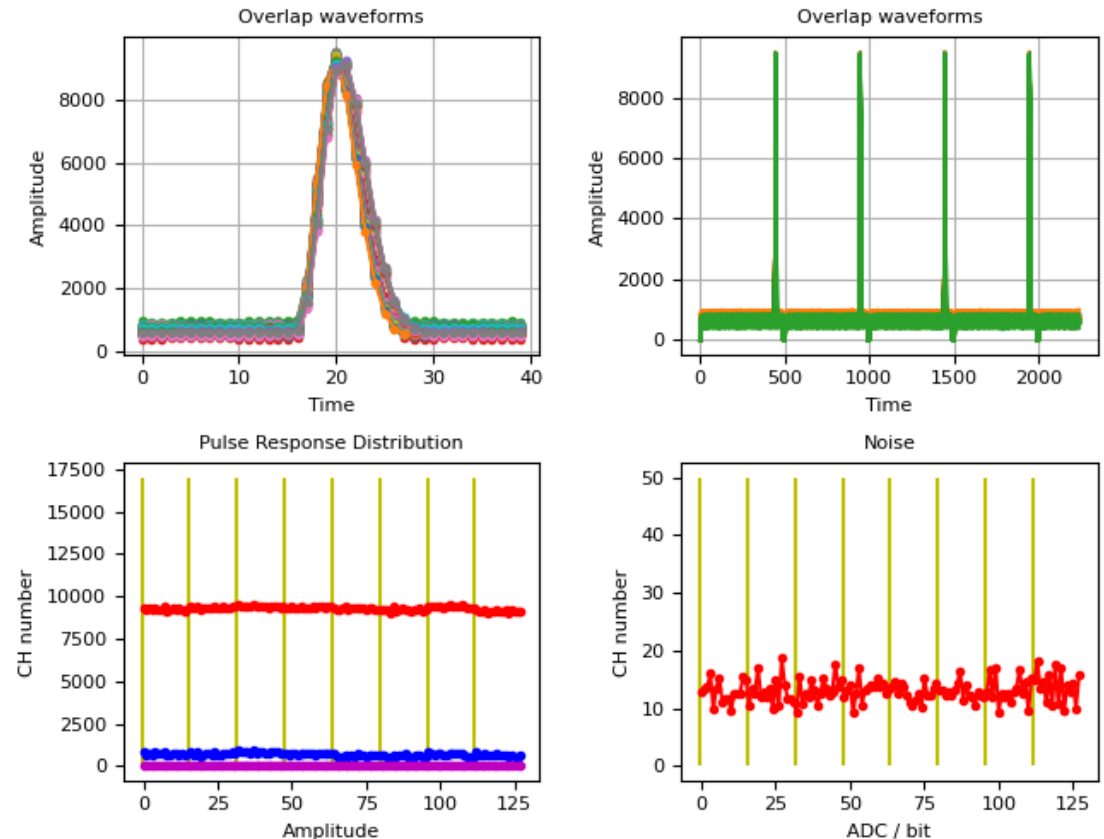 Overlap waveforms
Amplitude
8000
6000
4000
2000
0
0 10 20 30 40
Time
Overlap waveforms
Amplitude
8000
6000
4000
2000
0
0 500 1000 1500 2000
Time
Pulse Response Distribution
CH number
17500
15000
12500
10000
7500
5000
2500
0
0 25 50 75 100 125
Amplitude
Noise
CH number
50
40
30
20
10
0
0 25 50 75 100 125
ADC / bit